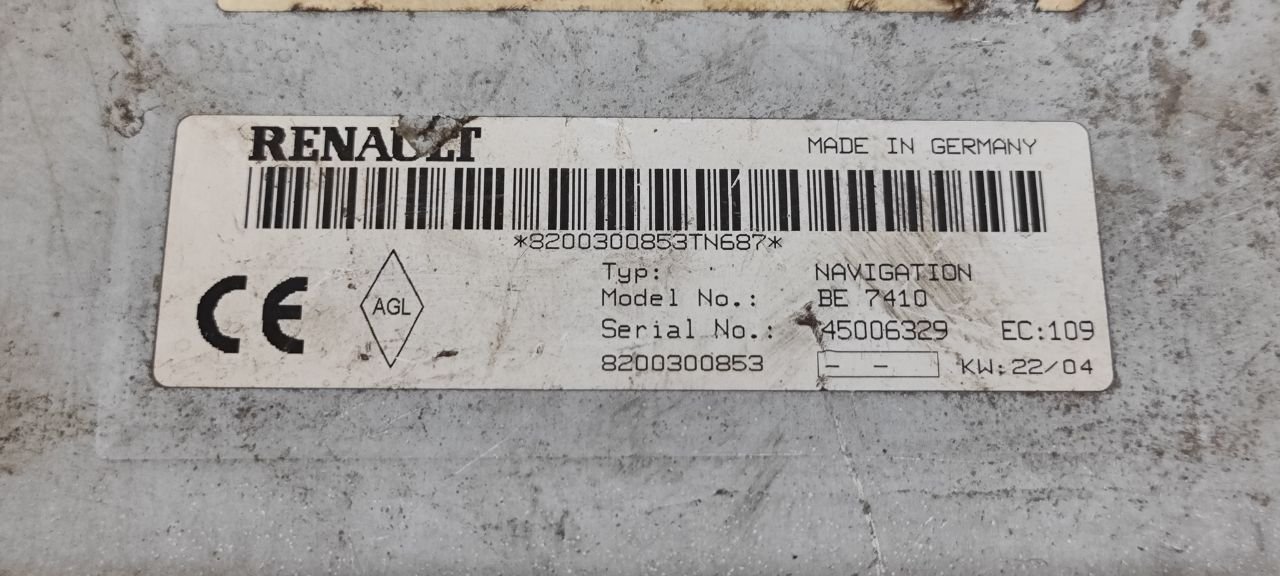 RENAULT MADE IN GERMANY
*8200300853TN687*
CE AGL
Typ: NAVIGATION
Model No.: BE 7410
Serial No.: 45006329 EC:109
8200300853 - - KW:22/04